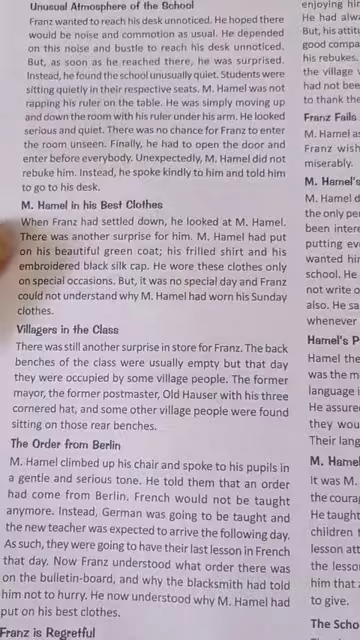 Unusual Atmosphere of the School
Franz wanted to reach his desk unnoticed. He hoped there
would be noise and commotion as usual. He depended
on this noise and bustle to reach his desk unnoticed.
But, as soon as he reached there, he was surprised.
Instead, he found the school unusually quiet. Students were
sitting quietly in their respective seats. M. Hamel was not
rapping his ruler on the table. He was simply moving up
and down the room with his ruler under his arm. He looked
serious and quiet. There was no chance for Franz to enter
the room unseen. Finally, he had to open the door and
enter before everybody. Unexpectedly, M. Hamel did not
rebuke him. Instead, he spoke kindly to him and told him
to go to his desk.
M. Hamel in his Best Clothes
When Franz had settled down, he looked at M. Hamel.
There was another surprise for him. M. Hamel had put
on his beautiful green coat; his frilled shirt and his
embroidered black silk cap. He wore these clothes only
on special occasions. But, it was no special day and Franz
could not understand why M. Hamel had worn his Sunday
clothes.
Villagers in the Class
There was still another surprise in store for Franz. The back
benches of the class were usually empty but that day
they were occupied by some village people. The former
mayor, the former postmaster, Old Hauser with his three
cornered hat, and some other village people were found
sitting on those rear benches.
The Order from Berlin
M. Hamel climbed up his chair and spoke to his pupils in
a gentle and serious tone. He told them that an order
had come from Berlin. French would not be taught
anymore. Instead, German was going to be taught and
the new teacher was expected to arrive the following day.
As such, they were going to have their last lesson in French
that day. Now Franz understood what order there was
on the bulletin-board, and why the blacksmith had told
him not to hurry. He now understood why M. Hamel had
put on his best clothes.
Franz is Regretful
enjoying
He had
But, his
good compa
his rebukes.
the village
had not
to thank the
Franz Fails
M. Hamel
Franz wish
miserably.
M. Hamel's
M. Hamel
the only
been
putting
wanted
school. He
not write
also. He
whenever
Hamel's P
Hamel the
was the
language
He assured
they
Their
M. Hamel
It was M.
the
He taught
children
lesson
the
him that
to give.
The Scho